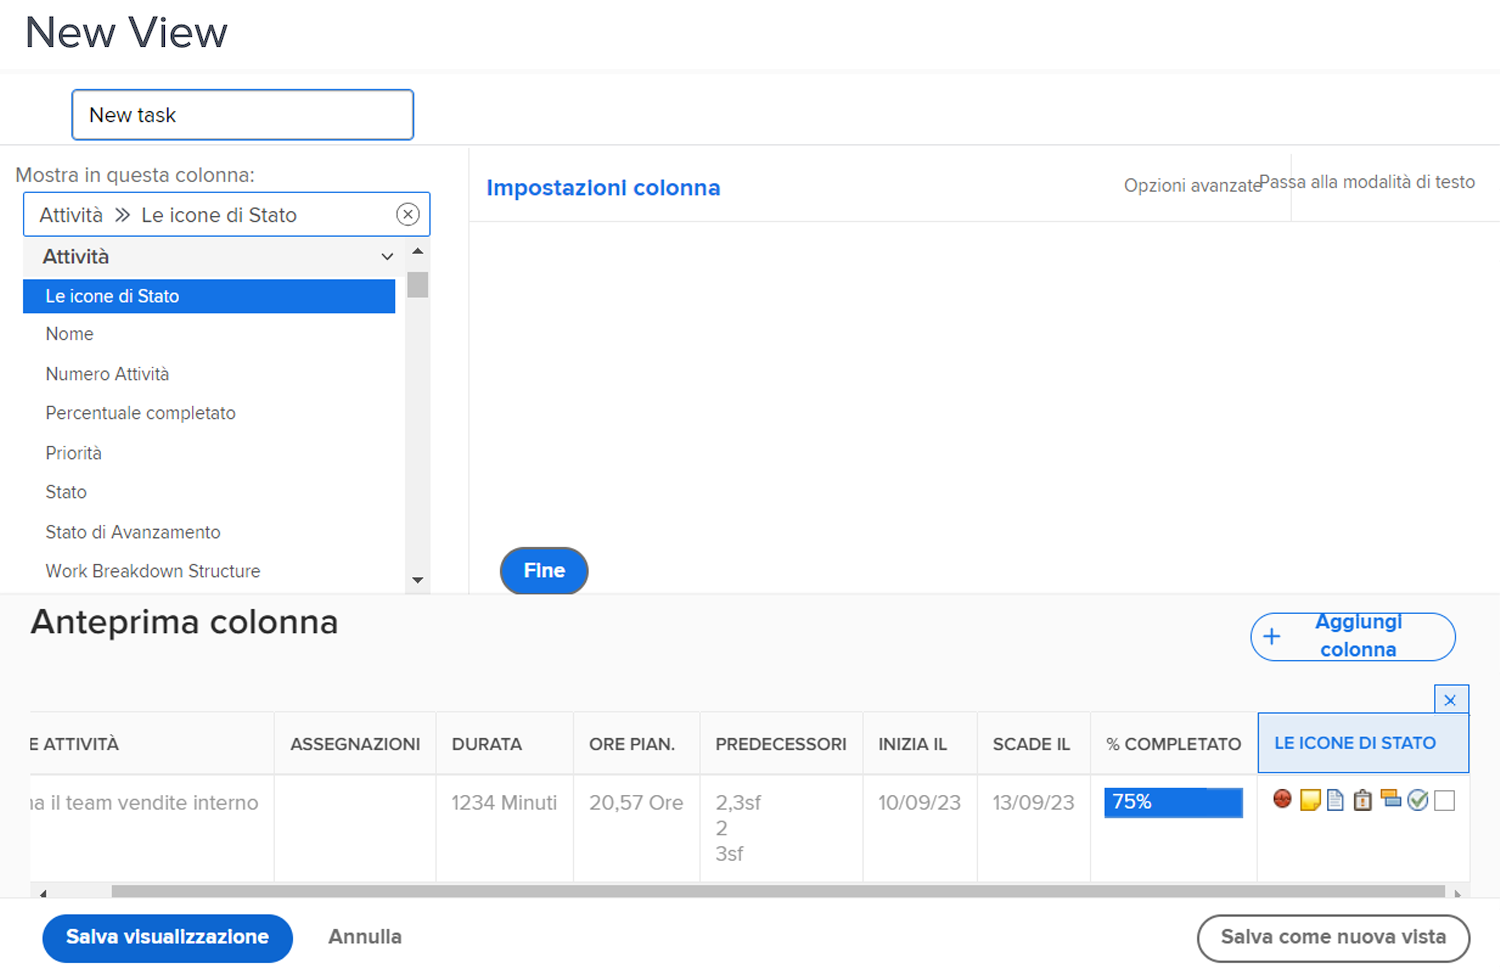 New View
New task
Mostra in questa colonna:
Attività >> Le icone di Stato
Attività
Le icone di Stato
Nome
Numero Attività
Percentuale completato
Priorità
Stato
Stato di Avanzamento
Work Breakdown Structure
Impostazioni colonna
Opzioni avanzate
Passa alla modalità di testo
Fine
Anteprima colonna
+ Aggiungi
colonna
E ATTIVITÀ ASSEGNAZIONI DURATA ORE PIAN. PREDECESSORI INIZIA IL SCADE IL % COMPLETATO LE ICONE DI STATO
il team vendite interno 1234 Minuti 20,57 Ore 2,3sf 10/09/23 13/09/23 75%
2
3sf
Salva visualizzazione Annulla Salva come nuova vista